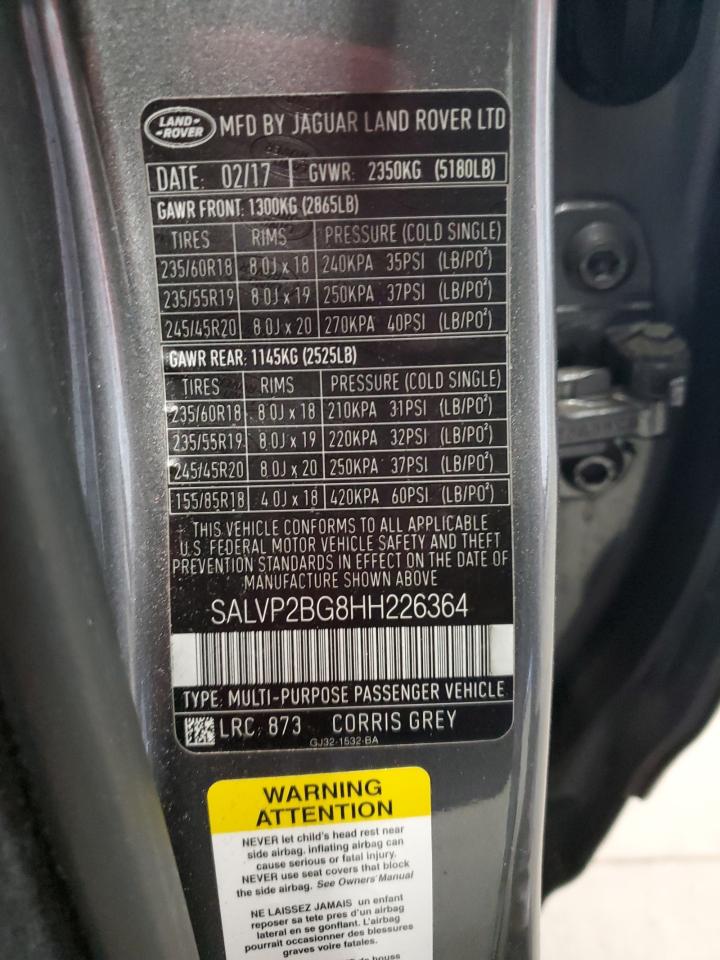 LAND-
-ROVER
MFD BY JAGUAR LAND ROVER LTD
DATE: 02/17 GVWR: 2350KG (5180LB)
GAWR FRONT: 1300KG (2865LB)
TIRES RIMS PRESSURE (COLD SINGLE)
235/60R18 8.0J x 18 240KPA 35PSI (LB/PO²)
235/55R19 8.0J x 19 250KPA 37PSI (LB/PO²)
245/45R20 8.0J x 20 270KPA 40PSI (LB/PO²)
GAWR REAR: 1145KG (2525LB)
TIRES RIMS PRESSURE (COLD SINGLE)
235/60R18 8.0J x 18 210KPA 31PSI (LB/PO²)
235/55R19 8.0J x 19 220KPA 32PSI (LB/PO²)
245/45R20 8.0J x 20 250KPA 37PSI (LB/PO²)
155/85R18 4.0J x 18 420KPA 60PSI (LB/PO²)
THIS VEHICLE CONFORMS TO ALL APPLICABLE
U.S. FEDERAL MOTOR VEHICLE SAFETY AND THEFT
PREVENTION STANDARDS IN EFFECT ON THE DATE OF
MANUFACTURE SHOWN ABOVE
SALVP2BG8HH226364
TYPE: MULTI-PURPOSE PASSENGER VEHICLE
LRC: 873 CORRIS GREY
GJ32-1532-BA
WARNING
ATTENTION
NEVER let child's head rest near
side airbag. inflating airbag can
cause serious or fatal injury.
NEVER use seat covers that block
the side airbag. See Owners Manual
NE LAISSEZ JAMAIS un enfant
reposer sa tete pres d'un airbag
lateral en se gonflant. L'airbag
pourrait occasionner des blessures
graves voire fatales.
de houss